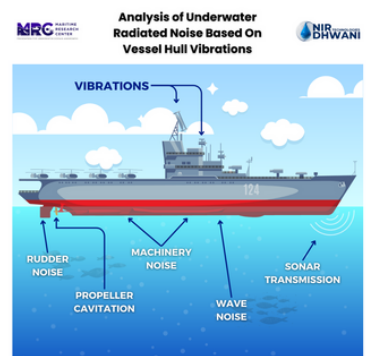 MRC MARITIME RESEARCH CENTER
Analysis of Underwater
Radiated Noise Based On
Vessel Hull Vibrations
NIR
DHWANI
VIBRATIONS
124
RUDDER
NOISE
PROPELLER
CAVITATION
MACHINERY
NOISE
WAVE
NOISE
SONAR
TRANSMISSION